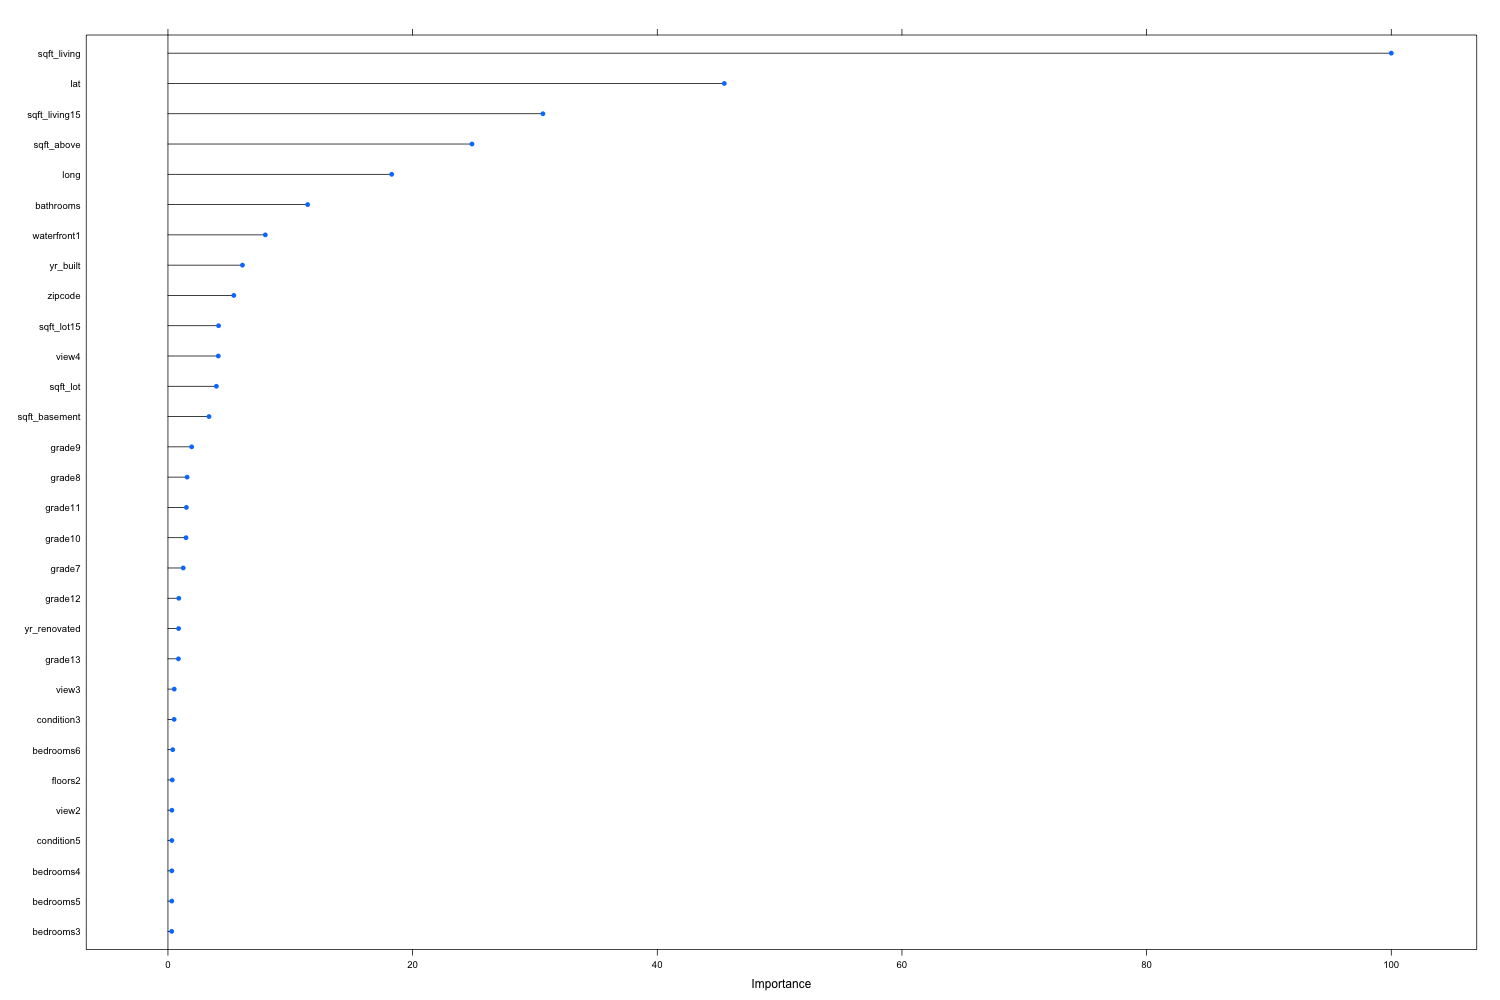 sqft_living
lat
sqft_living15
sqft_above
long
bathrooms
waterfront1
yr_built
zipcode
sqft_lot15
view4
sqft_lot
sqft_basement
grade9
grade8
grade11
grade10
grade7
grade12
yr_renovated
grade13
view3
condition3
bedrooms6
floors2
view2
condition5
bedrooms4
bedrooms5
bedrooms3
0 20 40 60 80 100
Importance